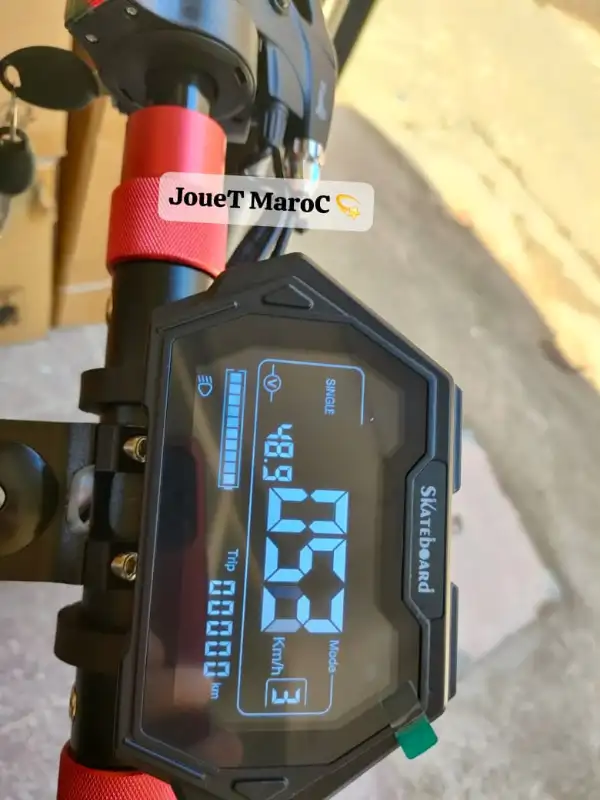 JoueT MaroC 💫
SKateboard
SINGLE
Mode
V 48.9
Km/h 3
Trip 00000 km